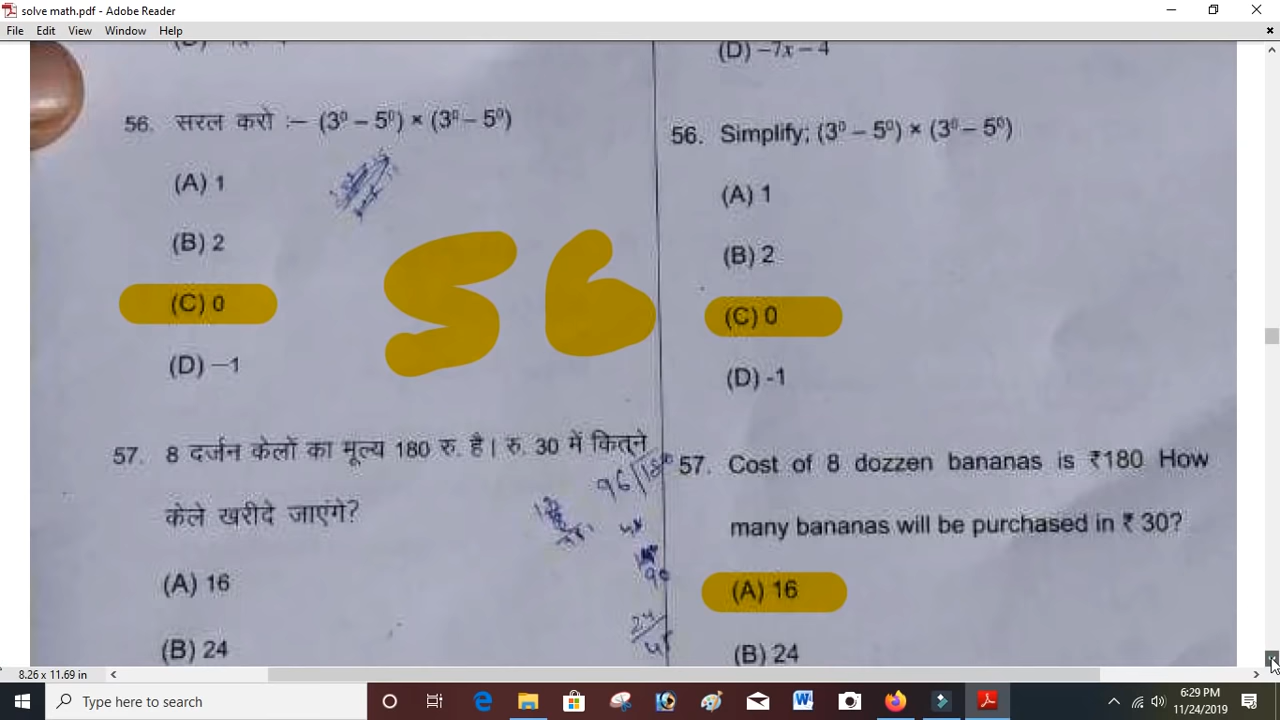 solve math.pdf - Adobe Reader
File Edit View Window Help
56. सरल करो :– (3⁰ – 5⁰) × (3⁰ – 5⁰)
(A) 1
(B) 2
(C) 0
(D) –1
57. 8 दर्जन केलों का मूल्य 180 रु. है। रु. 30 में कितने
केले खरीदे जाएंगे?
(A) 16
(B) 24
56
(D) –7x – 4
56. Simplify; (3⁰ – 5⁰) × (3⁰ – 5⁰)
(A) 1
(B) 2
(C) 0
(D) -1
57. Cost of 8 dozzen bananas is ₹180 How
many bananas will be purchased in ₹ 30?
(A) 16
(B) 24
8.26 x 11.69 in
Type here to search
6:29 PM
11/24/2019